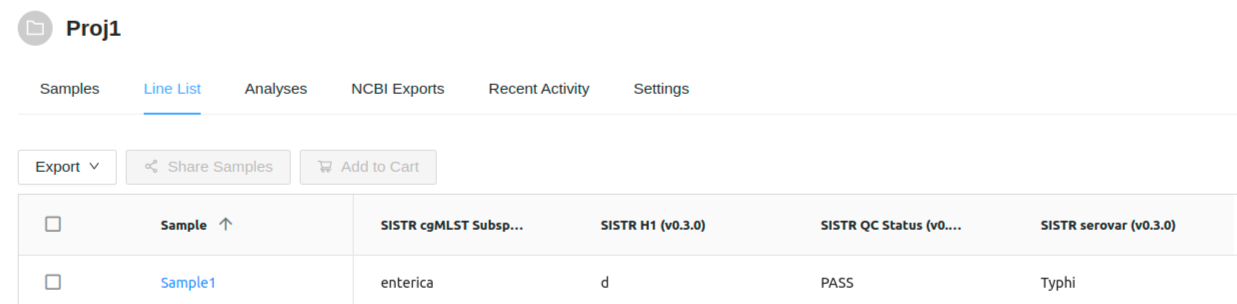 Proj1
Samples Line List Analyses NCBI Exports Recent Activity Settings
Export Share Samples Add to Cart
Sample SISTR cgMLST Subsp... SISTR H1 (v0.3.0) SISTR QC Status (v0.... SISTR serovar (v0.3.0)
Sample1 enterica d PASS Typhi